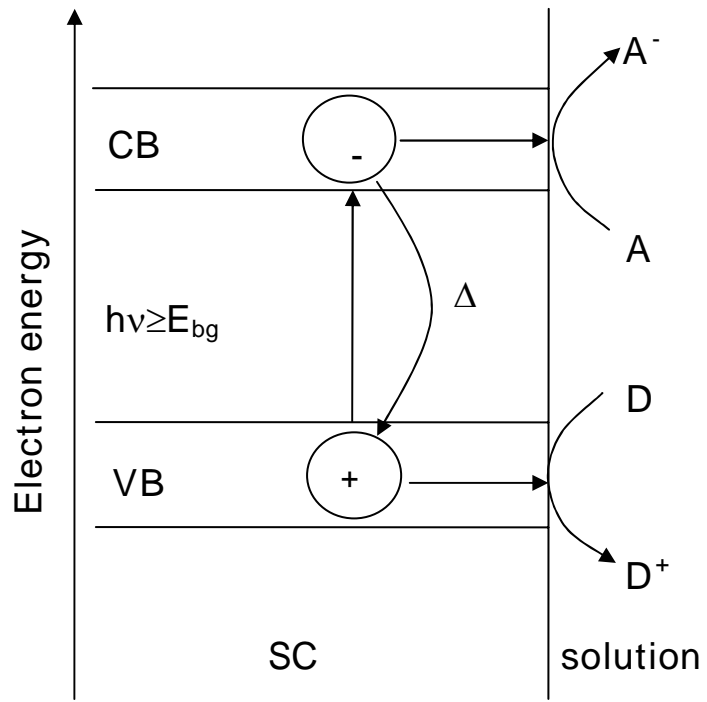 A⁻
CB
-
A
Δ
hν≥E_bg
Electron energy
D
VB
+
D⁺
SC
solution